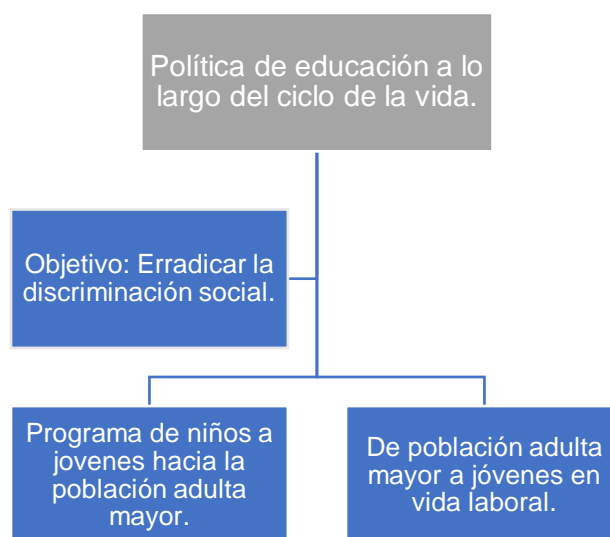 Política de educación a lo
largo del ciclo de la vida.
Objetivo: Erradicar la
discriminación social.
Programa de niños a
jovenes hacia la
población adulta
mayor.
De población adulta
mayor a jóvenes en
vida laboral.